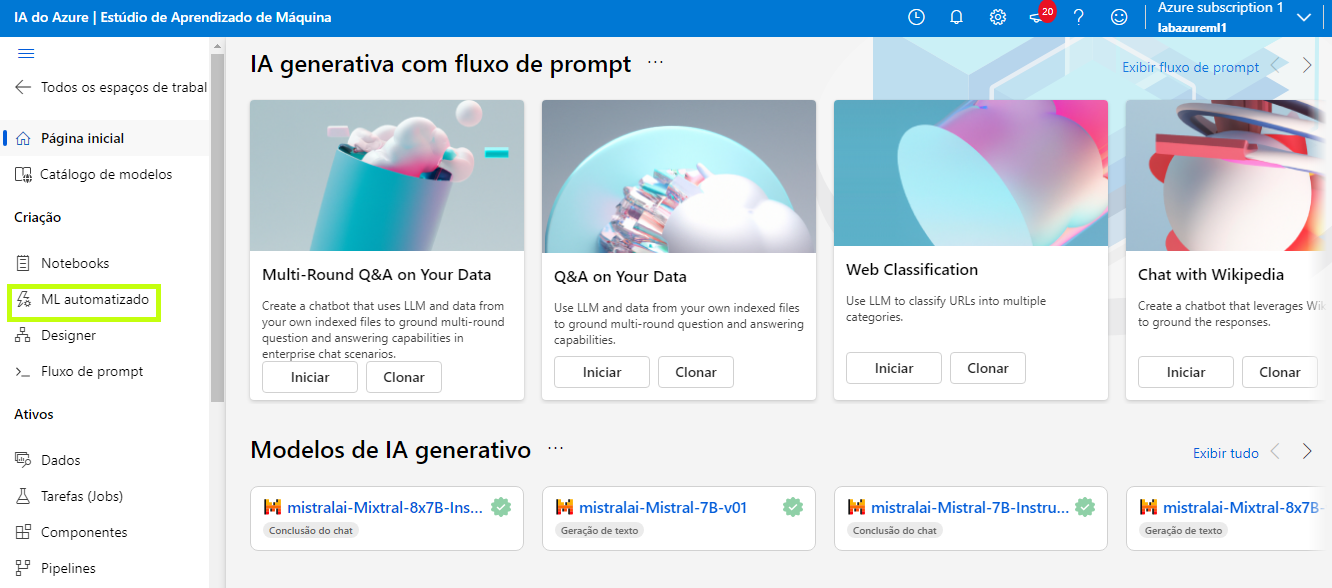 IA do Azure | Estúdio de Aprendizado de Máquina
20
Azure subscription 1
labazureml1
Todos os espaços de trabal
Página inicial
Catálogo de modelos
Criação
Notebooks
ML automatizado
Designer
Fluxo de prompt
Ativos
Dados
Tarefas (Jobs)
Componentes
Pipelines
IA generativa com fluxo de prompt ...
Exibir fluxo de prompt
Multi-Round Q&A on Your Data
Create a chatbot that uses LLM and data from
your own indexed files to ground multi-round
question and answering capabilities in
enterprise chat scenarios.
Iniciar
Clonar
Q&A on Your Data
Use LLM and data from your own indexed files
to ground multi-round question and answering
capabilities.
Iniciar
Clonar
Web Classification
Use LLM to classify URLs into multiple
categories.
Iniciar
Clonar
Chat with Wikipedia
Create a chatbot that leverages Wik
to ground the responses.
Iniciar
Clonar
Modelos de IA generativo ...
Exibir tudo
mistralai-Mixtral-8x7B-Ins...
Conclusão do chat
mistralai-Mistral-7B-v01
Geração de texto
mistralai-Mistral-7B-Instru...
Conclusão do chat
mistralai-Mixtral-8x7B-
Geração de texto